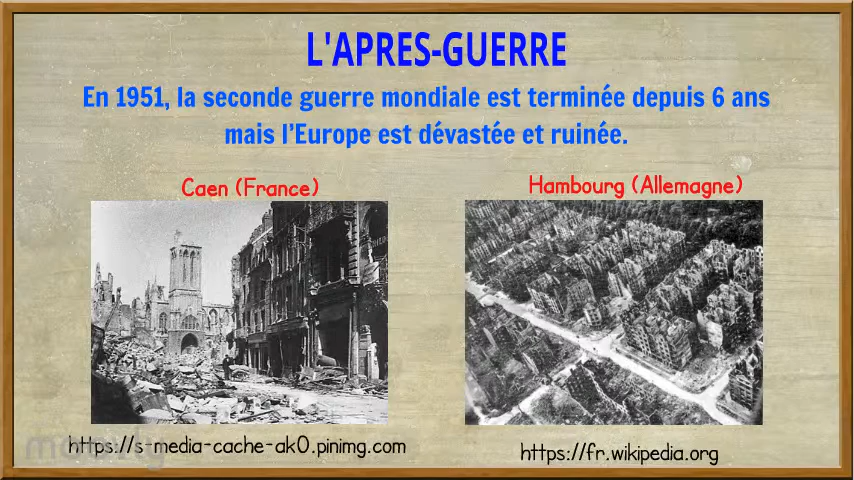 L'APRES-GUERRE
En 1951, la seconde guerre mondiale est terminée depuis 6 ans
mais l’Europe est dévastée et ruinée.
Caen (France)
Hambourg (Allemagne)
https://s-media-cache-ak0.pinimg.com
https://fr.wikipedia.org